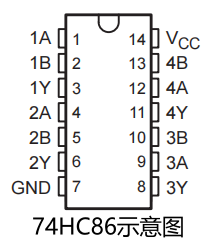 1A 1 14 VCC
1B 2 13 4B
1Y 3 12 4A
2A 4 11 4Y
2B 5 10 3B
2Y 6 9 3A
GND 7 8 3Y
74HC86示意图